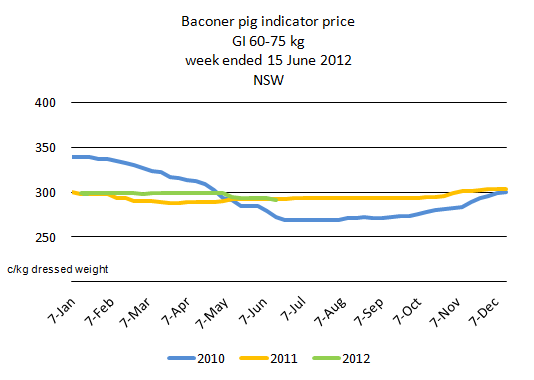 Baconer pig indicator price
GI 60-75 kg
week ended 15 June 2012
NSW
400
350
300
250
c/kg dressed weight
7-Jan
7-Feb
7-Mar
7-Apr
7-May
7-Jun
7-Jul
7-Aug
7-Sep
7-Oct
7-Nov
7-Dec
2010 2011 2012